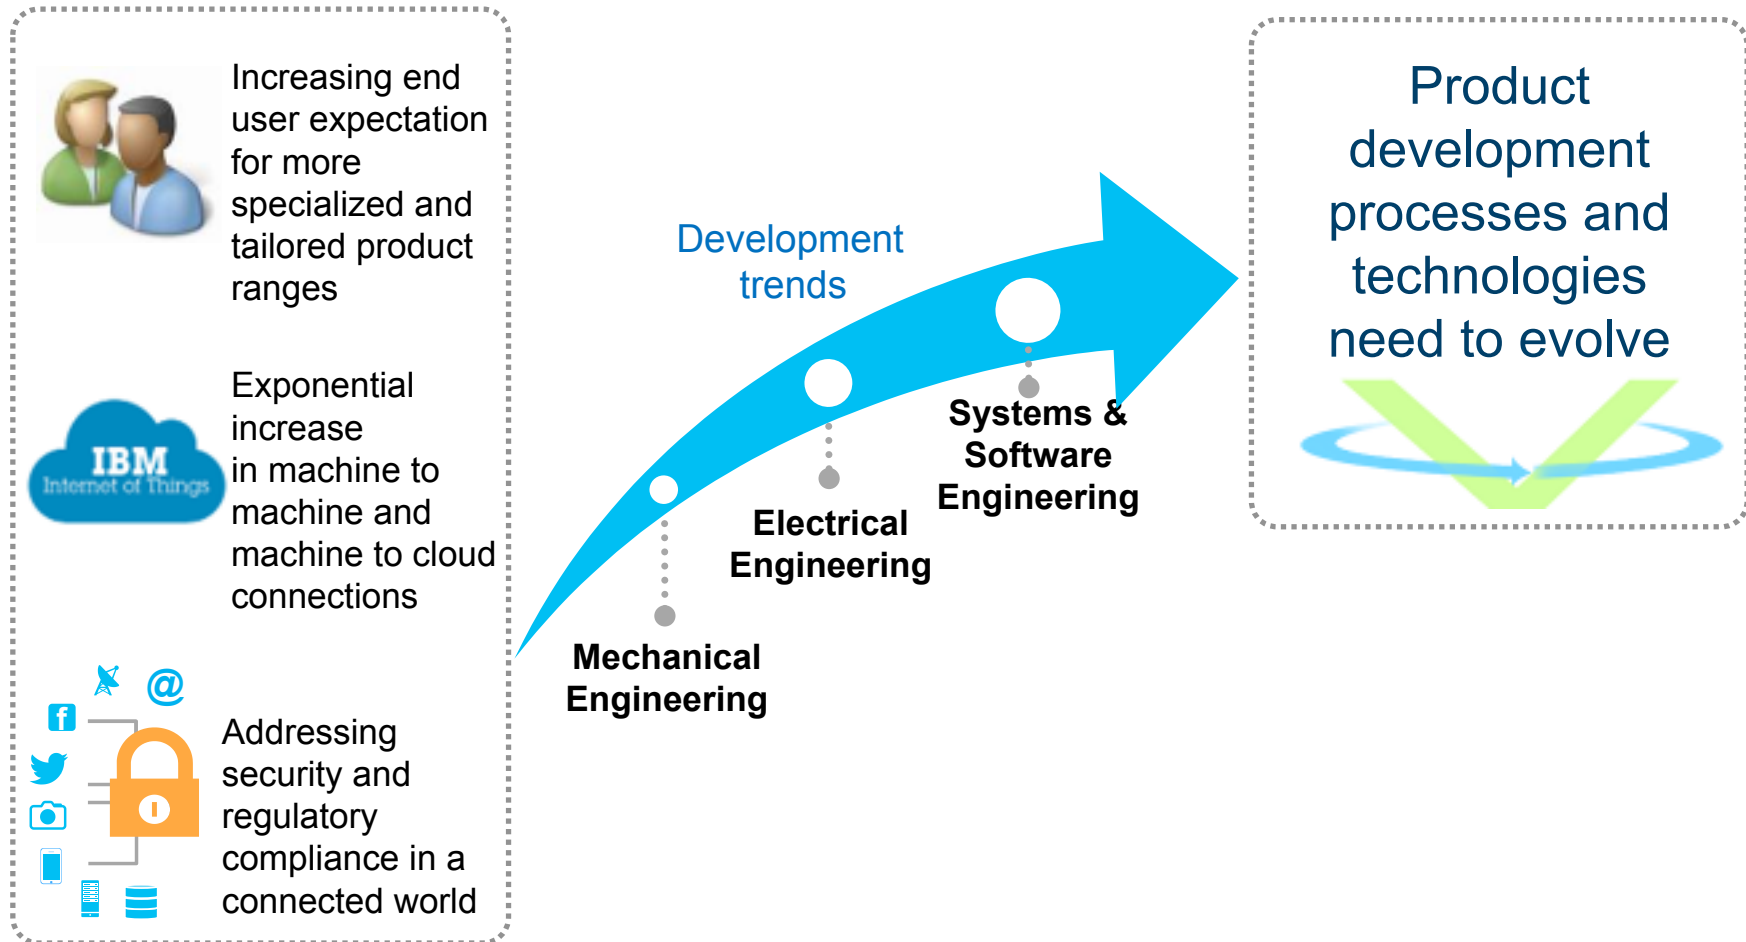 Increasing end
user expectation
for more
specialized and
tailored product
ranges
IBM
Internet of Things
Exponential
increase
in machine to
machine and
machine to cloud
connections
@
f
Addressing
security and
regulatory
compliance in a
connected world
Development
trends
Mechanical
Engineering
Electrical
Engineering
Systems &
Software
Engineering
Product
development
processes and
technologies
need to evolve